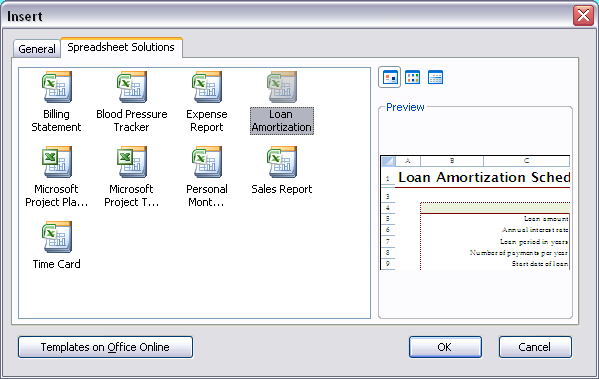 Insert
General
Spreadsheet Solutions
Billing
Statement
Blood Pressure
Tracker
Expense
Report
Loan
Amortization
Microsoft
Project Pla...
Microsoft
Project T...
Personal
Mont...
Sales Report
Time Card
Preview
A B C
1 Loan Amortization Sched
3
4
5 Loan amount
6 Annual interest rate
7 Loan period in years
8 Number of payments per year
9 Start date of loan
Templates on Office Online
OK
Cancel